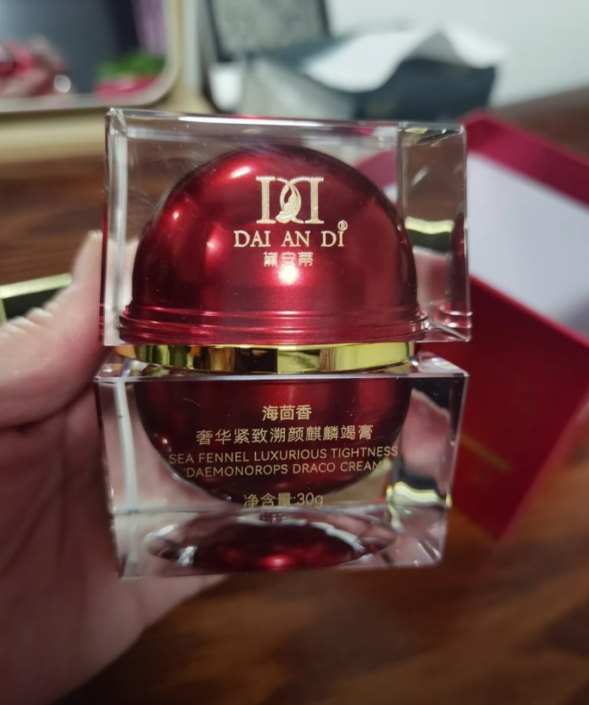 DAI AN DI®
黛安蒂
海茴香
奢华紧致溯颜麒麟竭膏
SEA FENNEL LUXURIOUS TIGHTNESS
DAEMONOROPS DRACO CREAM
净含量:30g